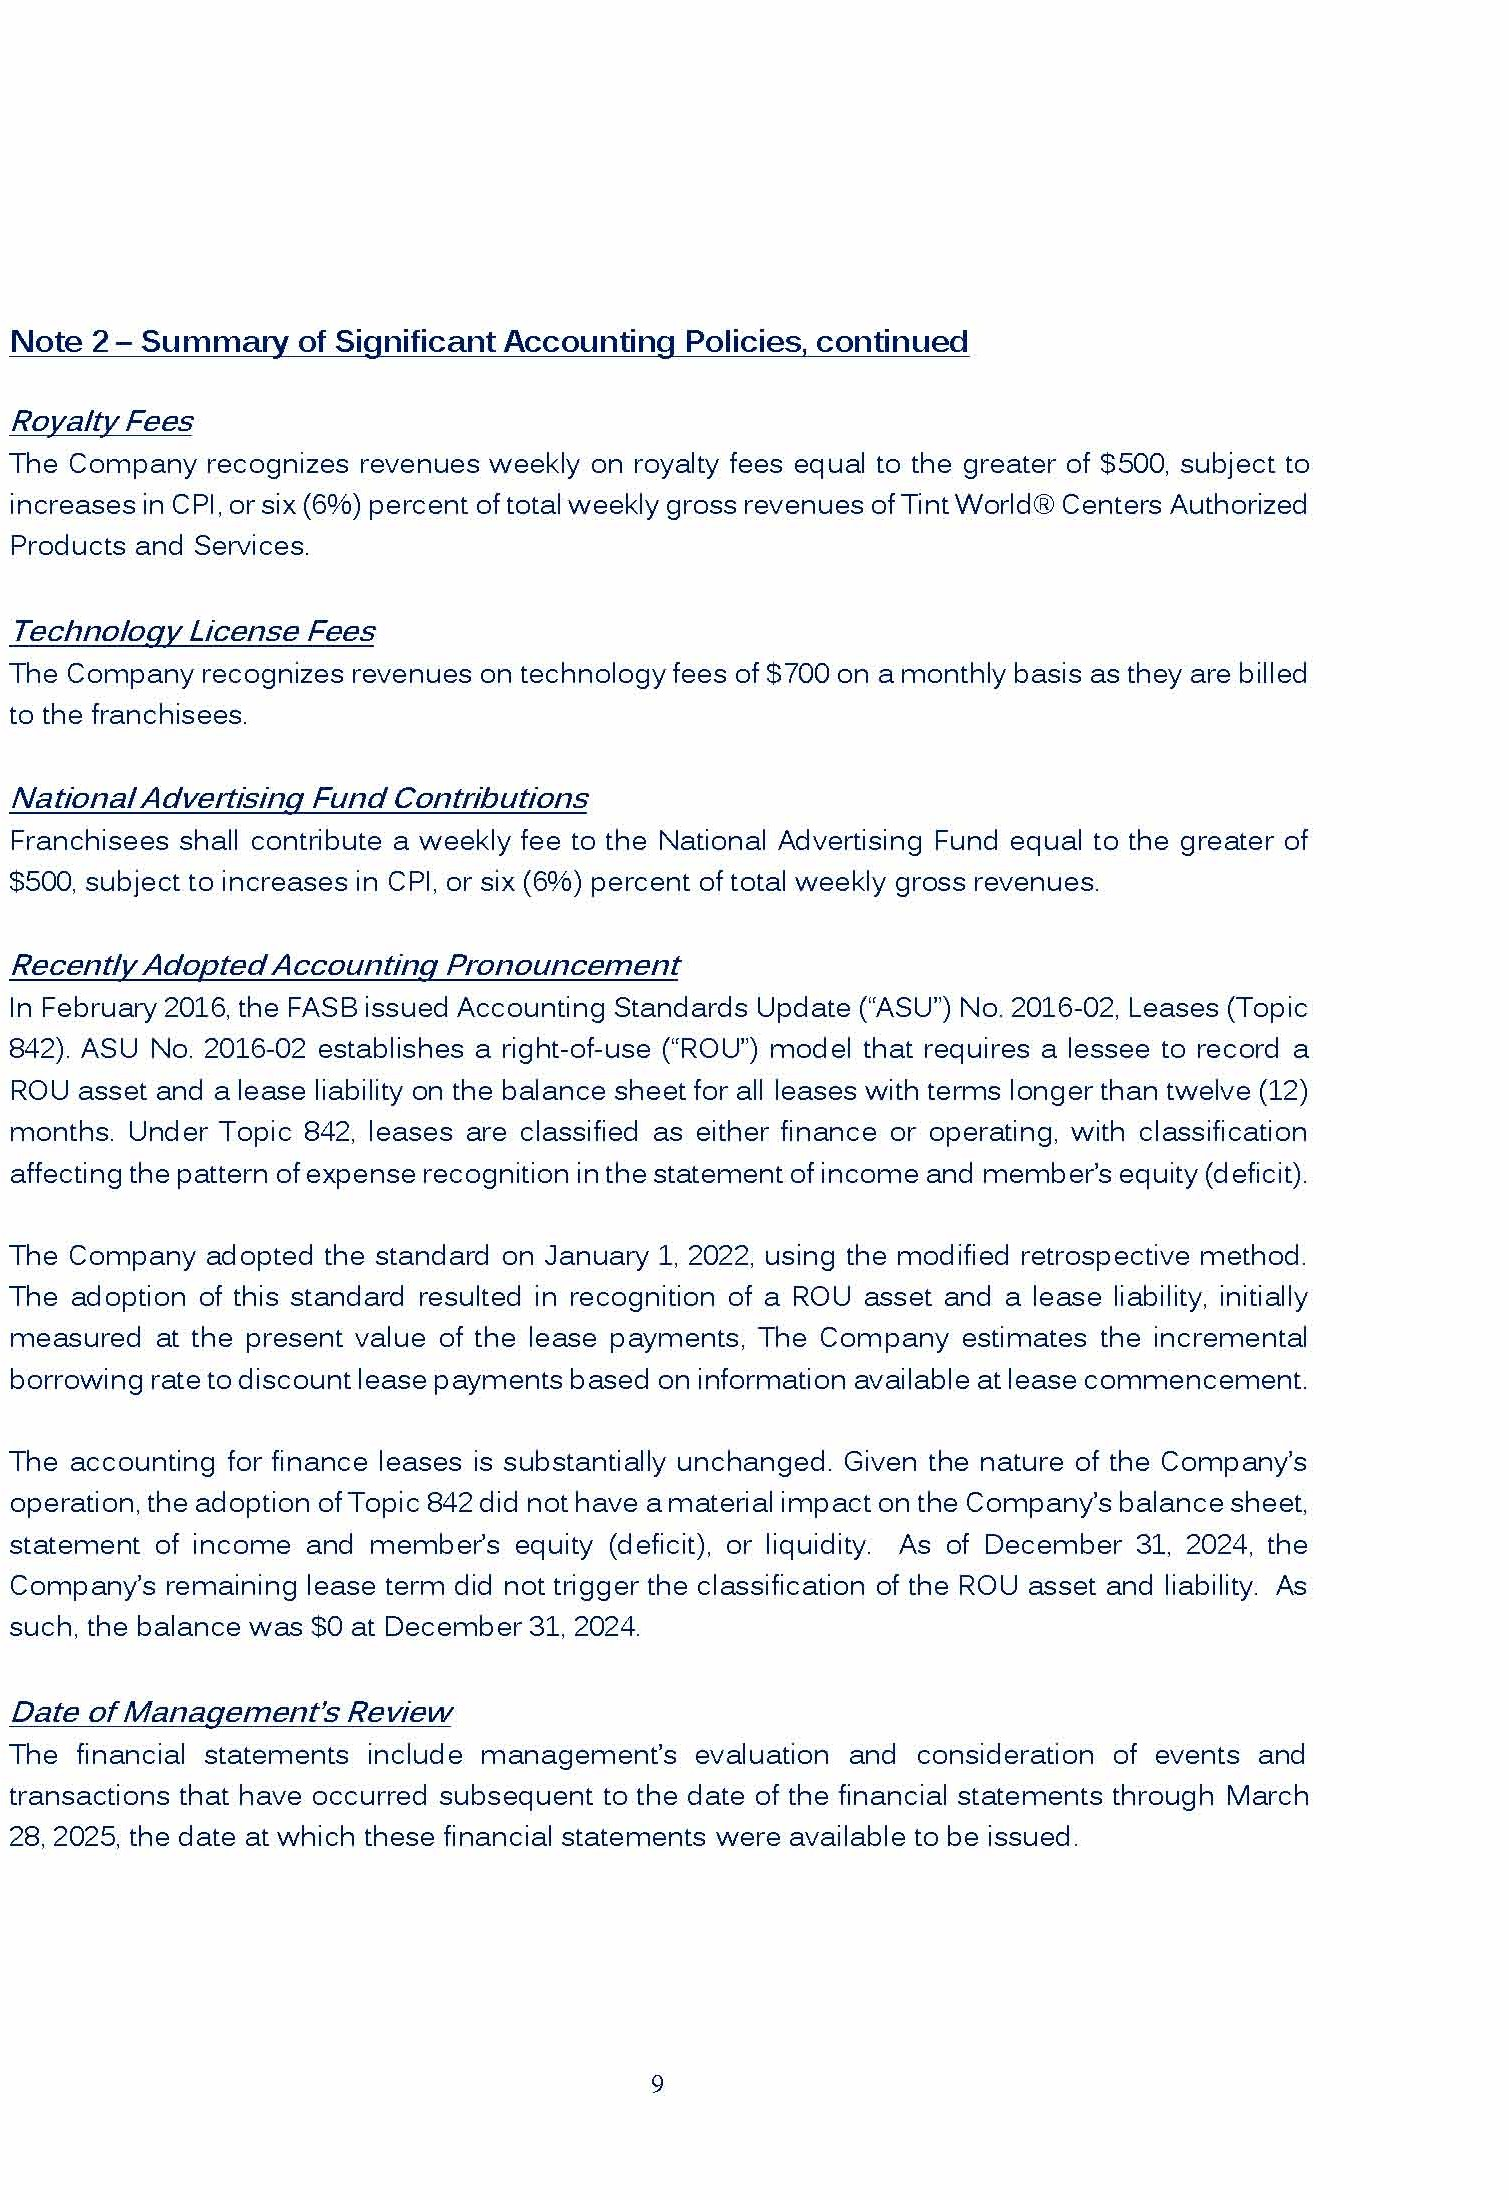 Note 2 – Summary of Significant Accounting Policies, continued
Royalty Fees
The Company recognizes revenues weekly on royalty fees equal to the greater of $500, subject to
increases in CPI, or six (6%) percent of total weekly gross revenues of Tint World® Centers Authorized
Products and Services.
Technology License Fees
The Company recognizes revenues on technology fees of $700 on a monthly basis as they are billed
to the franchisees.
National Advertising Fund Contributions
Franchisees shall contribute a weekly fee to the National Advertising Fund equal to the greater of
$500, subject to increases in CPI, or six (6%) percent of total weekly gross revenues.
Recently Adopted Accounting Pronouncement
In February 2016, the FASB issued Accounting Standards Update (“ASU”) No. 2016-02, Leases (Topic
842). ASU No. 2016-02 establishes a right-of-use (“ROU”) model that requires a lessee to record a
ROU asset and a lease liability on the balance sheet for all leases with terms longer than twelve (12)
months. Under Topic 842, leases are classified as either finance or operating, with classification
affecting the pattern of expense recognition in the statement of income and member’s equity (deficit).
The Company adopted the standard on January 1, 2022, using the modified retrospective method.
The adoption of this standard resulted in recognition of a ROU asset and a lease liability, initially
measured at the present value of the lease payments, The Company estimates the incremental
borrowing rate to discount lease payments based on information available at lease commencement.
The accounting for finance leases is substantially unchanged. Given the nature of the Company’s
operation, the adoption of Topic 842 did not have a material impact on the Company’s balance sheet,
statement of income and member’s equity (deficit), or liquidity. As of December 31, 2024, the
Company’s remaining lease term did not trigger the classification of the ROU asset and liability. As
such, the balance was $0 at December 31, 2024.
Date of Management’s Review
The financial statements include management’s evaluation and consideration of events and
transactions that have occurred subsequent to the date of the financial statements through March
28, 2025, the date at which these financial statements were available to be issued.
9